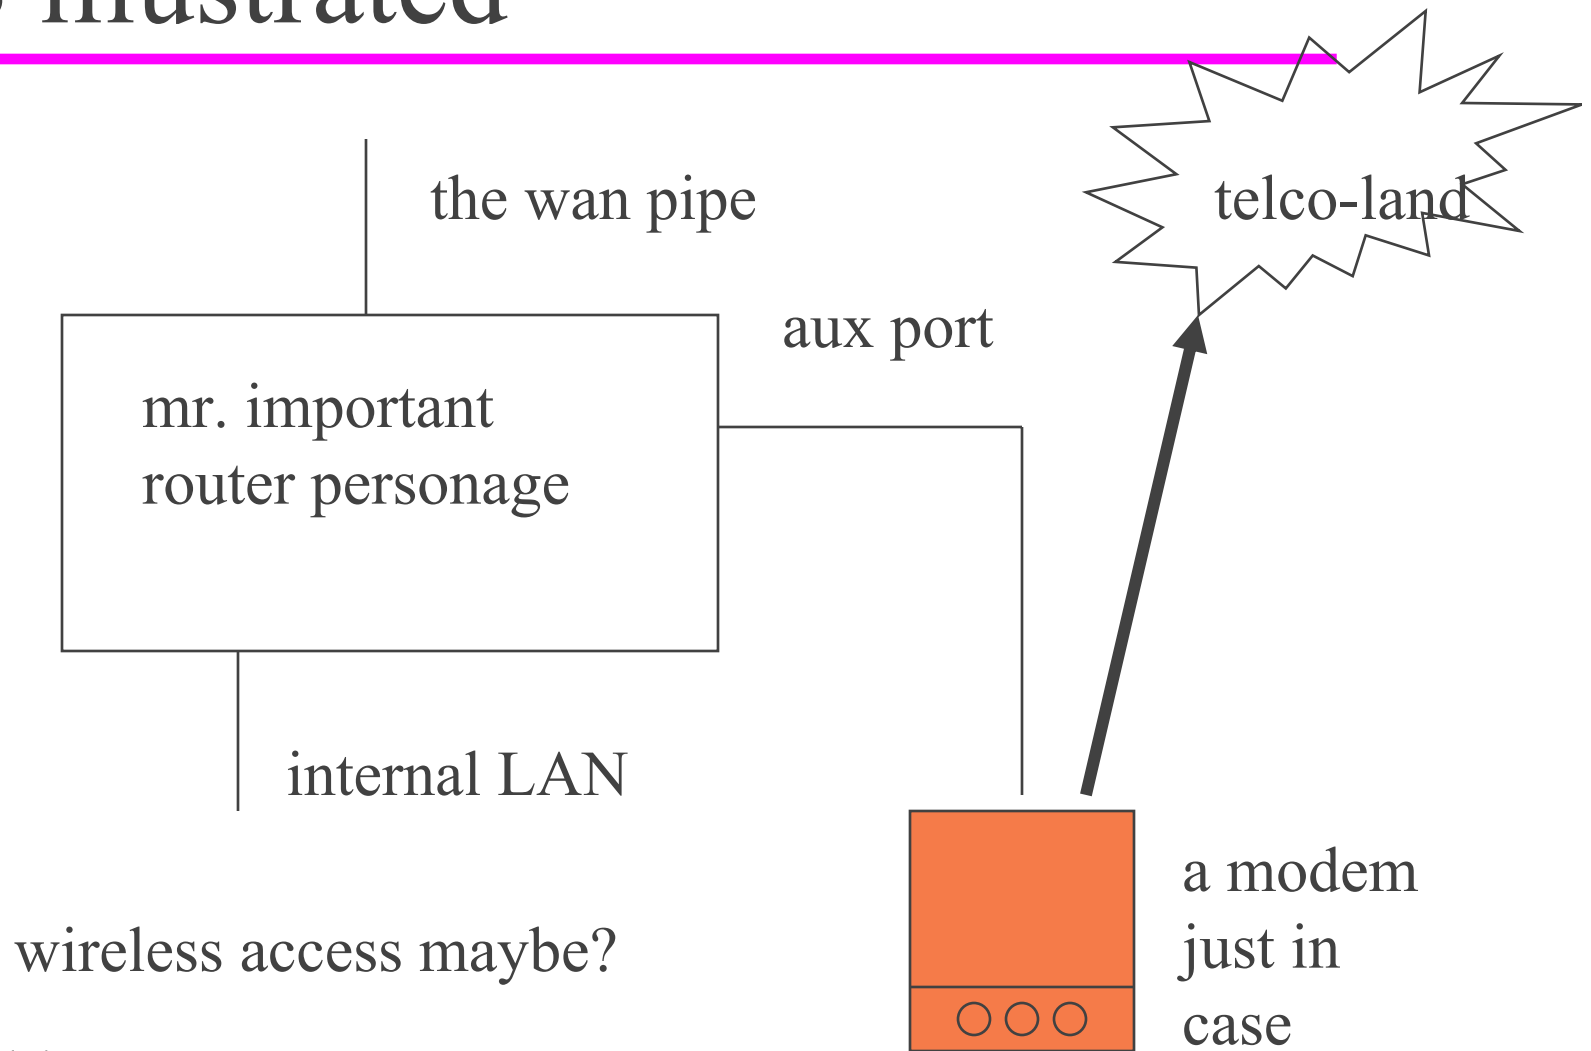 illustrated
the wan pipe
telco-land
aux port
mr. important
router personage
internal LAN
a modem
just in
case
wireless access maybe?